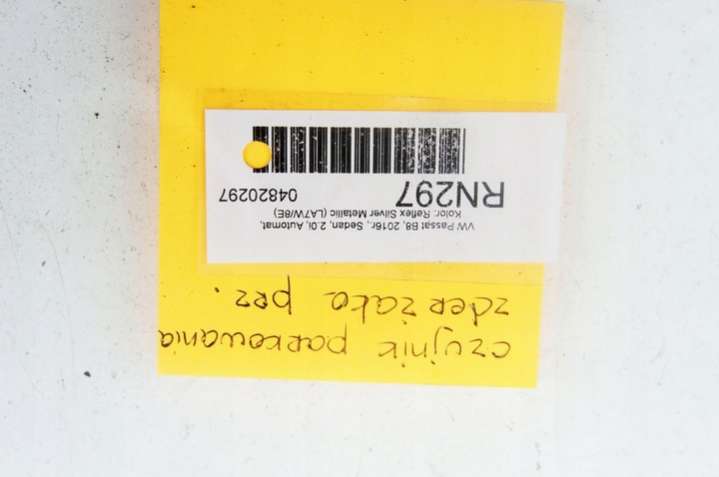 czujnik parkowania
zderzaka prz.
VW Passat B8, 2016r., Sedan, 2.0i, Automat,
Kolor: Reflex Silver Metallic (LA7W/8E)
RN297
04820297